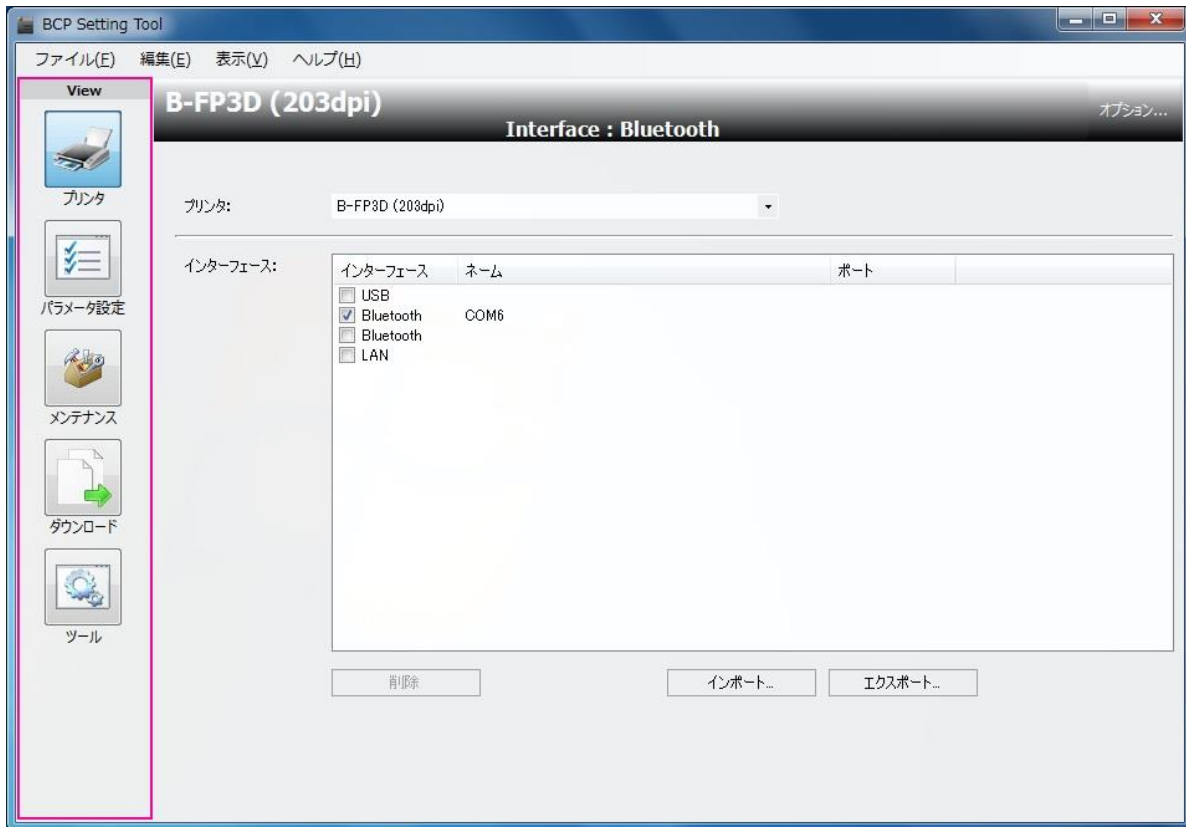 BCP Setting Tool
ファイル(F) 編集(E) 表示(V) ヘルプ(H)
View
プリンタ
パラメータ設定
メンテナンス
ダウンロード
ツール
B-FP3D (203dpi)
Interface : Bluetooth
オプション...
プリンタ: B-FP3D (203dpi)
インターフェース:
インターフェース ネーム ポート
USB
Bluetooth COM6
Bluetooth
LAN
削除 インポート... エクスポート...